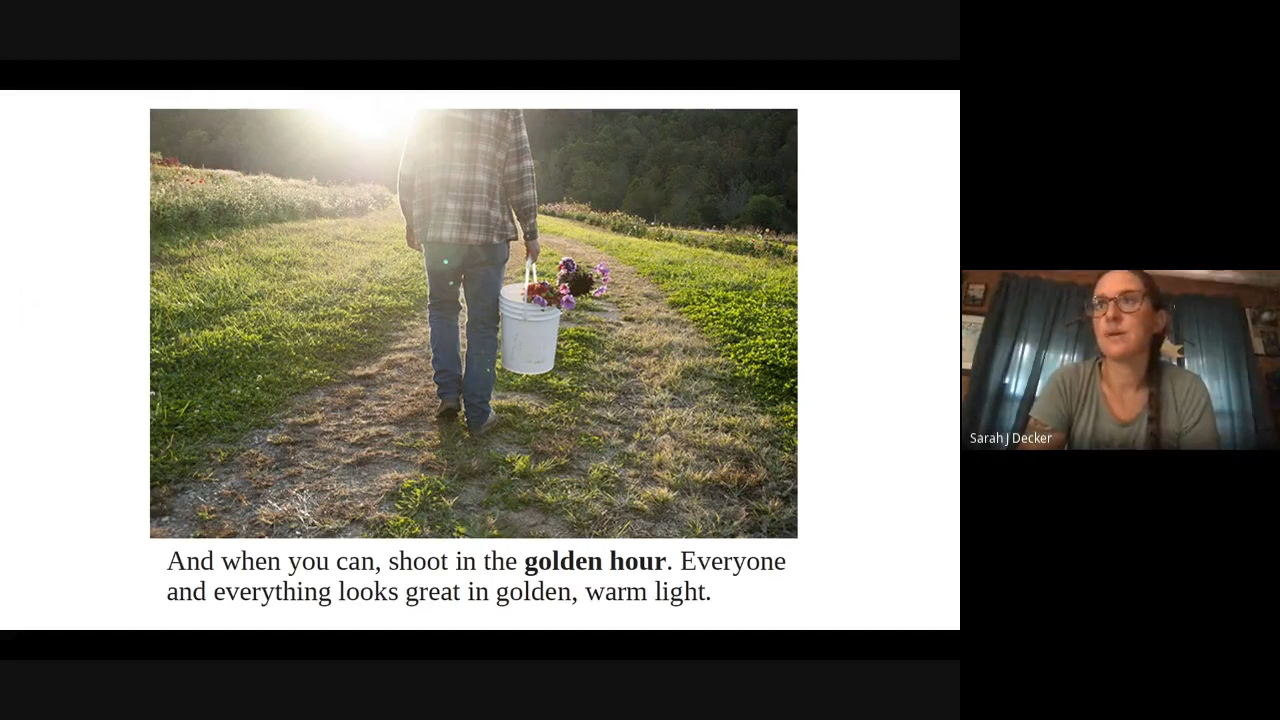 And when you can, shoot in the golden hour. Everyone
and everything looks great in golden, warm light.
Sarah J Decker